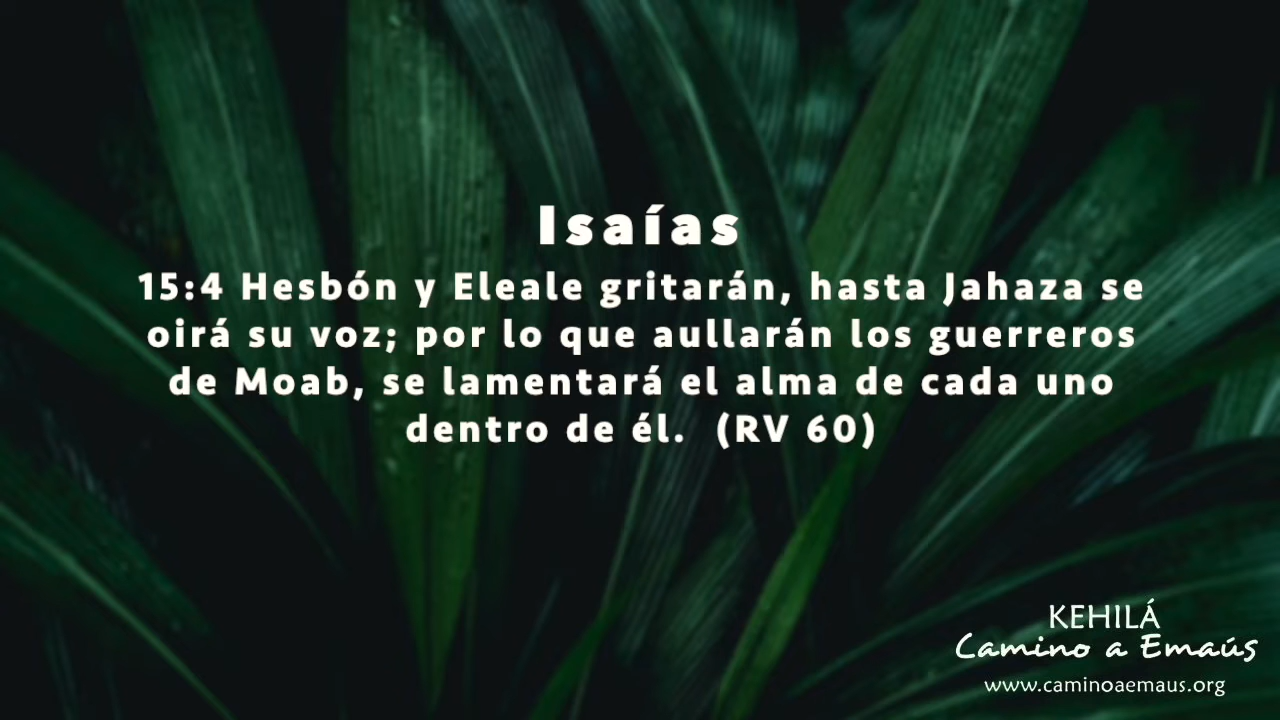 Isaías
15:4 Hesbón y Eleale gritarán, hasta Jahaza se
oirá su voz; por lo que aullarán los guerreros
de Moab, se lamentará el alma de cada uno
dentro de él.  (RV 60)
KEHILÁ
Camino a Emaús
www.caminoaemaus.org